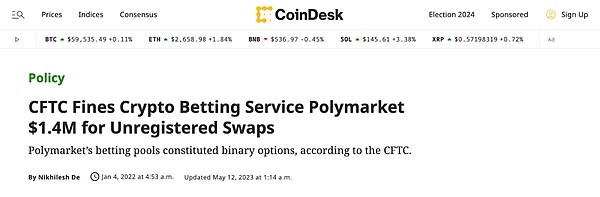 Prices Indices Consensus CoinDesk Election 2024 Sponsored Sign Up
BTC $59,535.49 +0.11% ETH $2,658.98 +1.84% BNB $536.97 -0.45% SOL $145.61 +3.38% XRP $0.57198319 +0.72% Ad
Policy
CFTC Fines Crypto Betting Service Polymarket
$1.4M for Unregistered Swaps
Polymarket’s betting pools constituted binary options, according to the CFTC.
By Nikhilesh De Jan 4, 2022 at 4:53 a.m. Updated May 12, 2023 at 1:14 a.m.